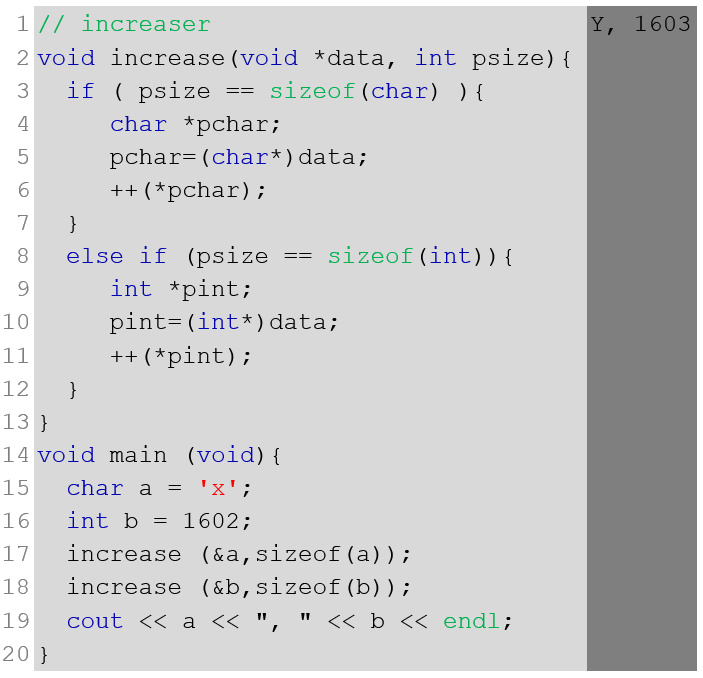 1 // increaser
2 void increase(void *data, int psize){
3   if ( psize == sizeof(char) ){
4      char *pchar;
5      pchar=(char*)data;
6      ++(*pchar);
7   }
8   else if (psize == sizeof(int)){
9      int *pint;
10      pint=(int*)data;
11      ++(*pint);
12   }
13 }
14 void main (void){
15   char a = 'x';
16   int b = 1602;
17   increase (&a,sizeof(a));
18   increase (&b,sizeof(b));
19   cout << a << ", " << b << endl;
20 }
Y, 1603